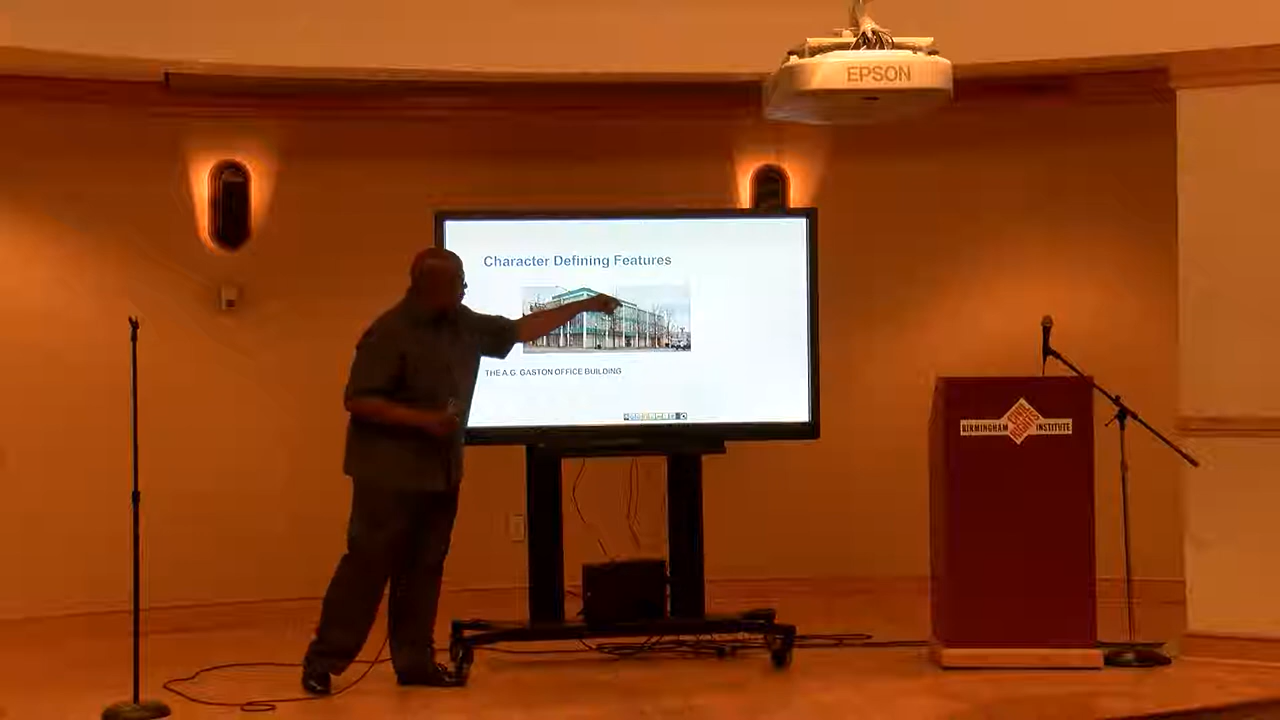 EPSON
Character Defining Features
THE A.G. GASTON OFFICE BUILDING
BIRMINGHAM CIVIL RIGHTS INSTITUTE